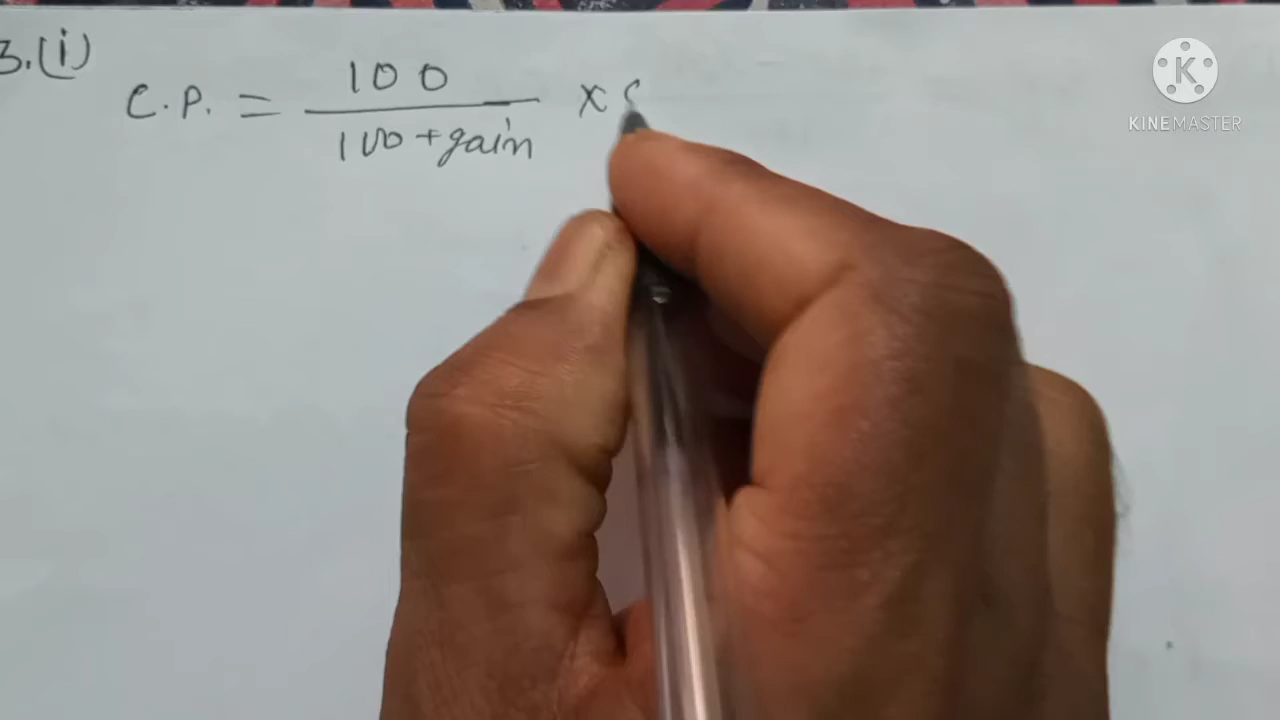 3.(i)
C.P. = 100 / 100 + gain ×
K
KINEMASTER